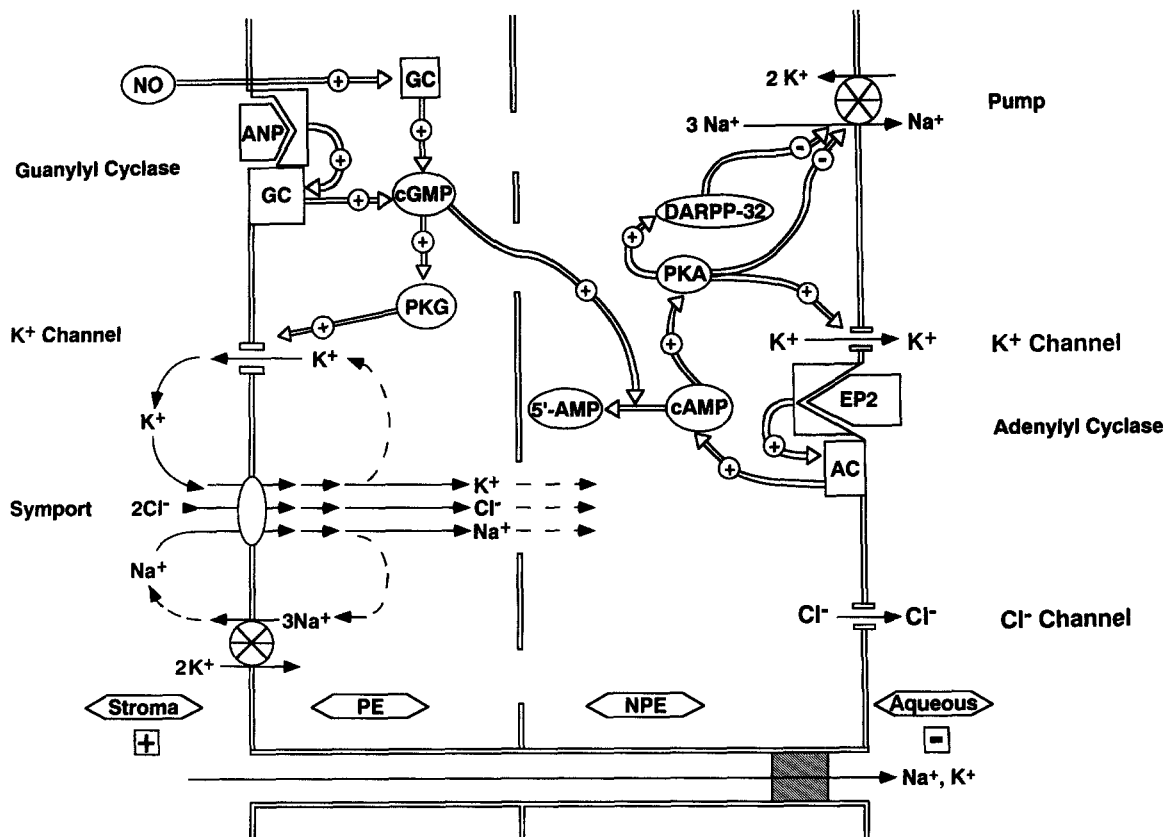 NO
+
GC
2 K⁺
Pump
ANP
+
+
3 Na⁺
Na⁺
-
-
Guanylyl Cyclase
GC
+
cGMP
DARPP-32
+
+
PKA
+
+
PKG
+
K⁺ Channel
K⁺
+
K⁺
K⁺
K⁺ Channel
5'-AMP
cAMP
EP2
Adenylyl Cyclase
K⁺
+
+
AC
K⁺
Symport
2Cl⁻
Cl⁻
Na⁺
Na⁺
3Na⁺
Cl⁻
Cl⁻
Cl⁻ Channel
2K⁺
Stroma
PE
NPE
Aqueous
+
-
Na⁺, K⁺